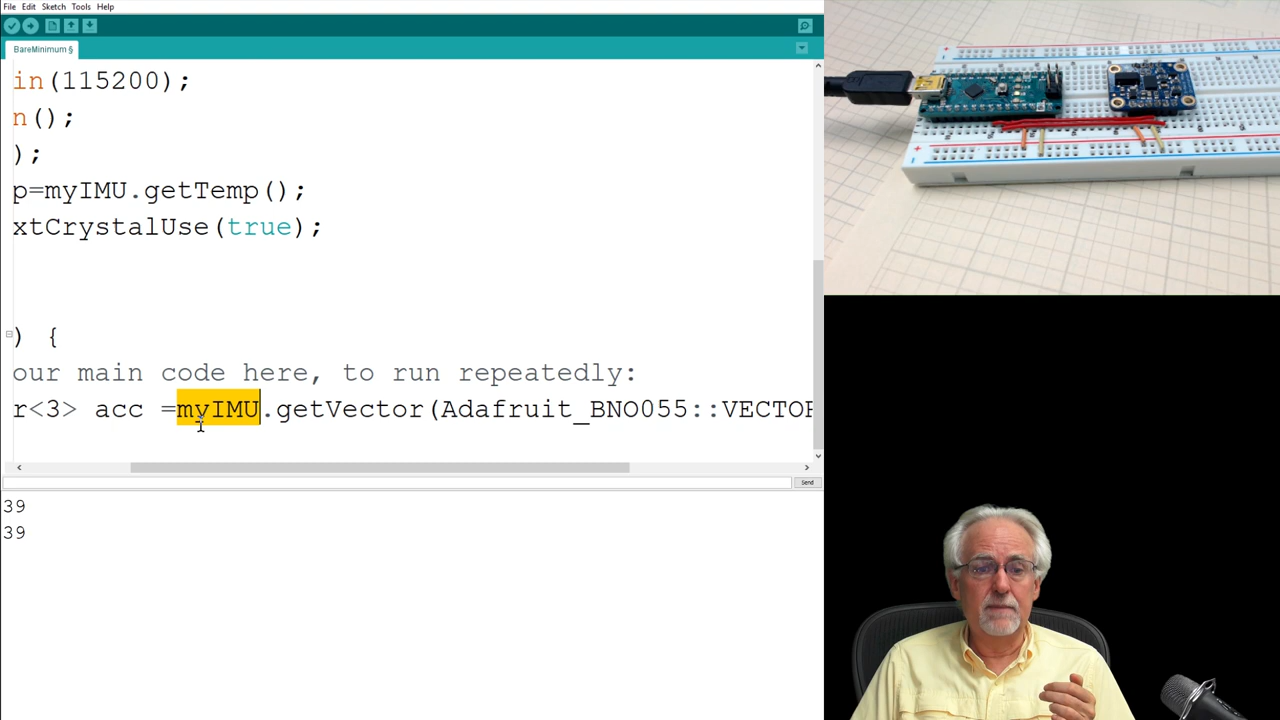 File Edit Sketch Tools Help
BareMinimum §
in(115200);
n();
);
p=myIMU.getTemp();
xtCrystalUse(true);
) {
our main code here, to run repeatedly:
r<3> acc =myIMU.getVector(Adafruit_BNO055::VECTOR
Send
39
39